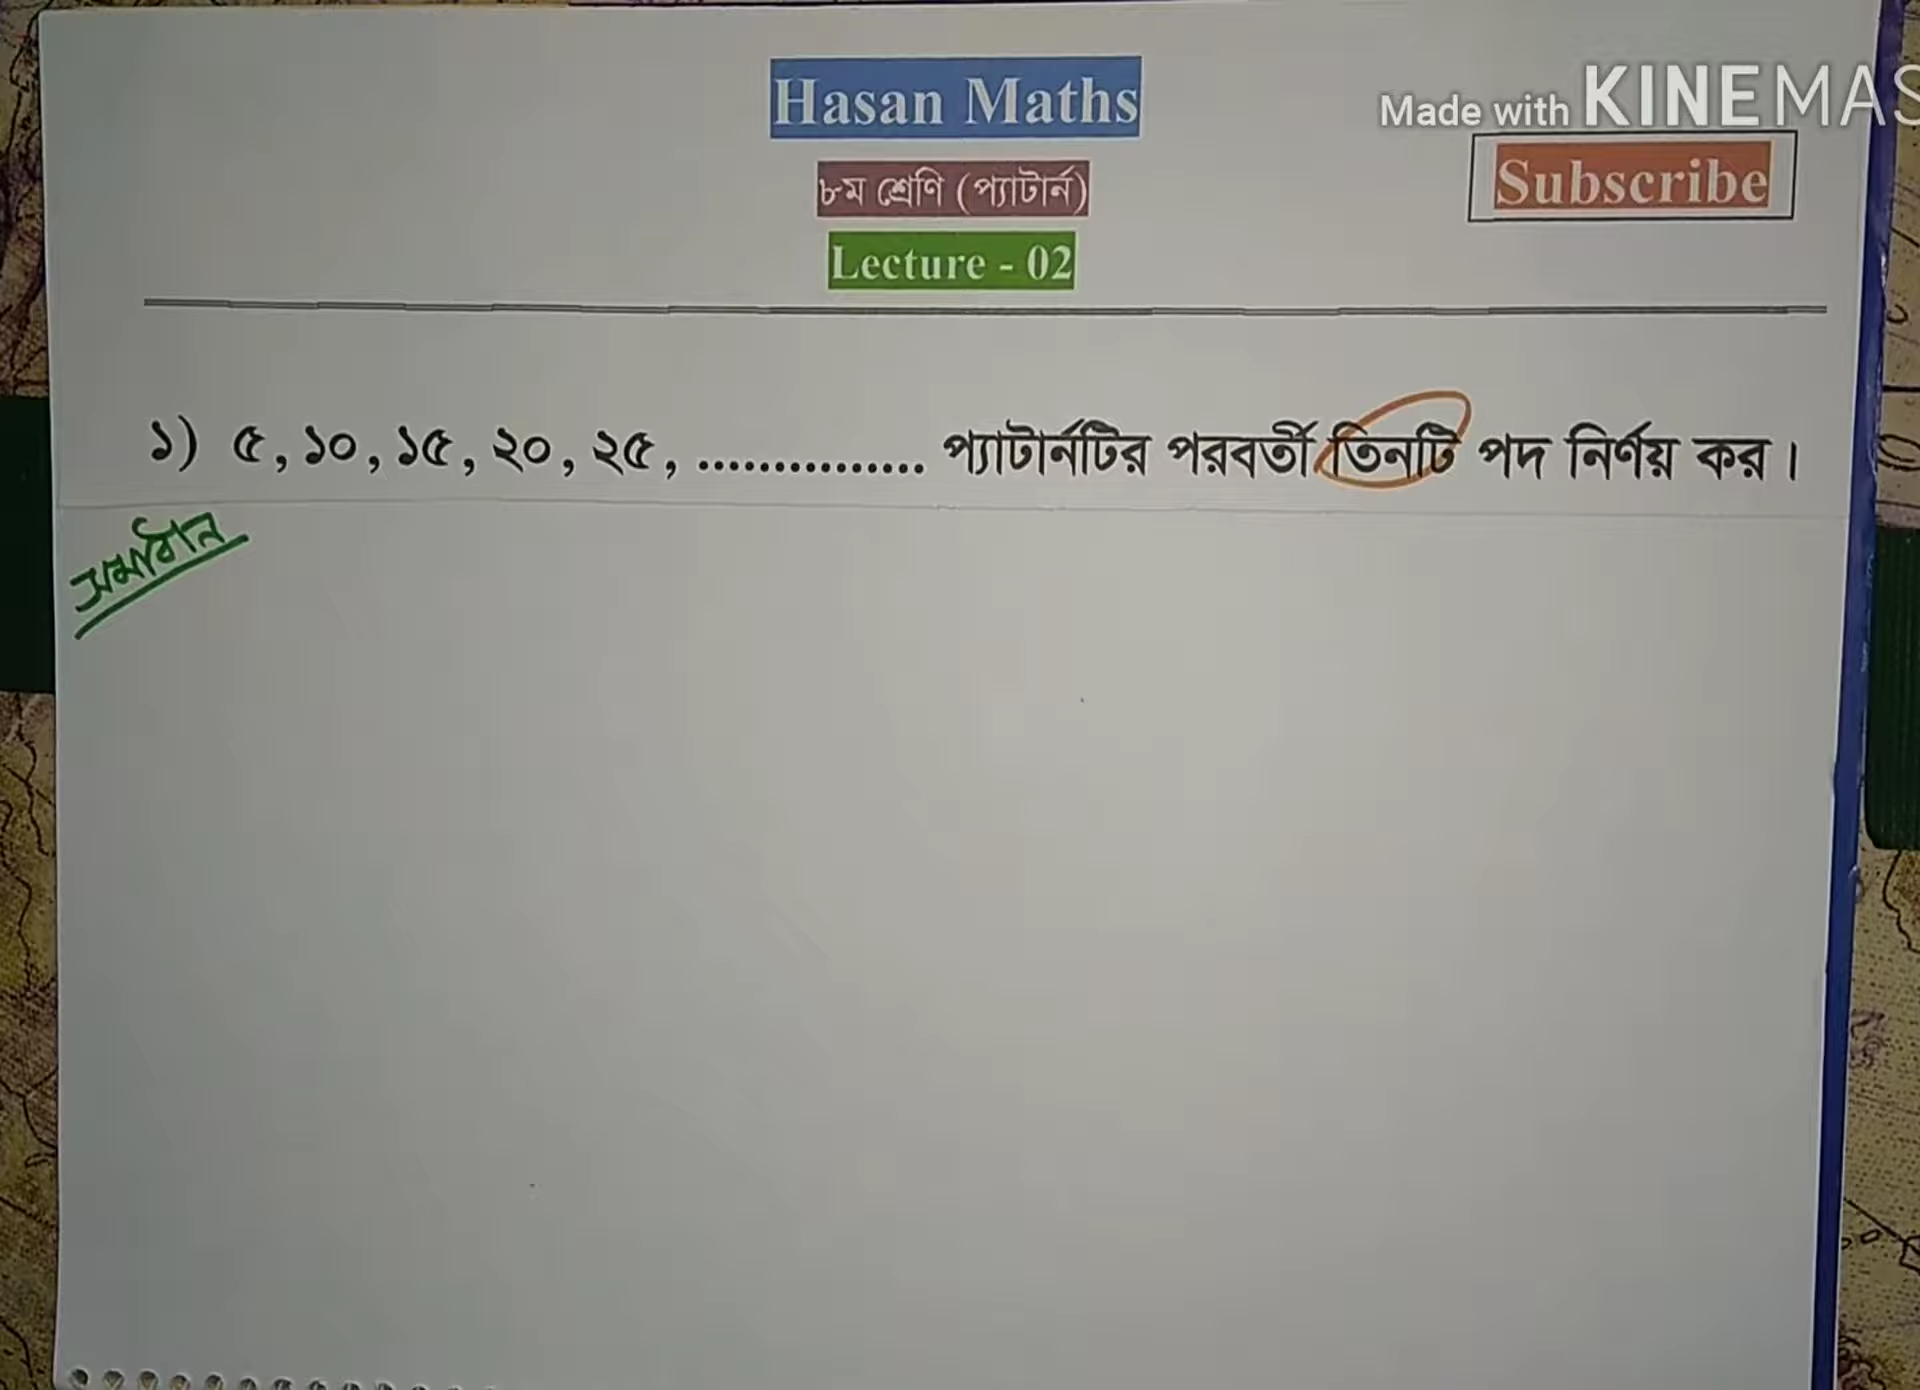 Hasan Maths
Made with KINEMAS
৮ম শ্রেণি (প্যাটার্ন)
Subscribe
Lecture - 02
১) ৫, ১০, ১৫, ২০, ২৫, ............... প্যাটার্নটির পরবর্তী তিনটি পদ নির্ণয় কর।
সমাধান